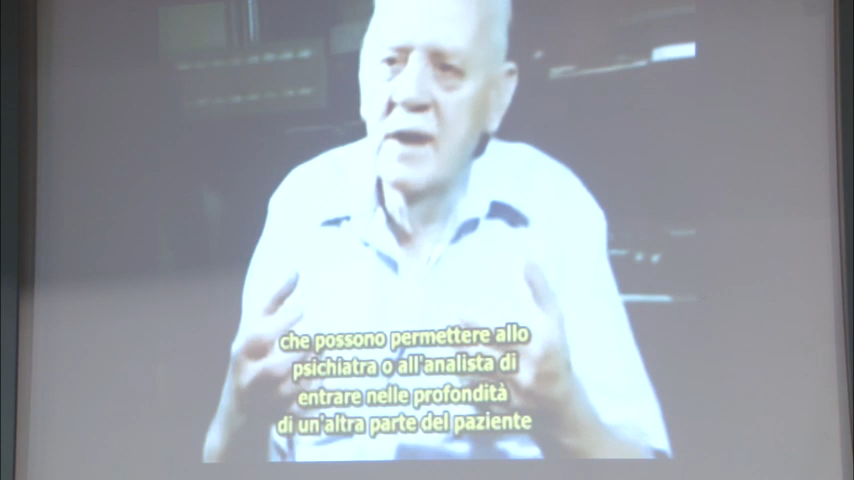 che possono permettere allo
psichiatra o all'analista di
entrare nelle profondità
di un'altra parte del paziente